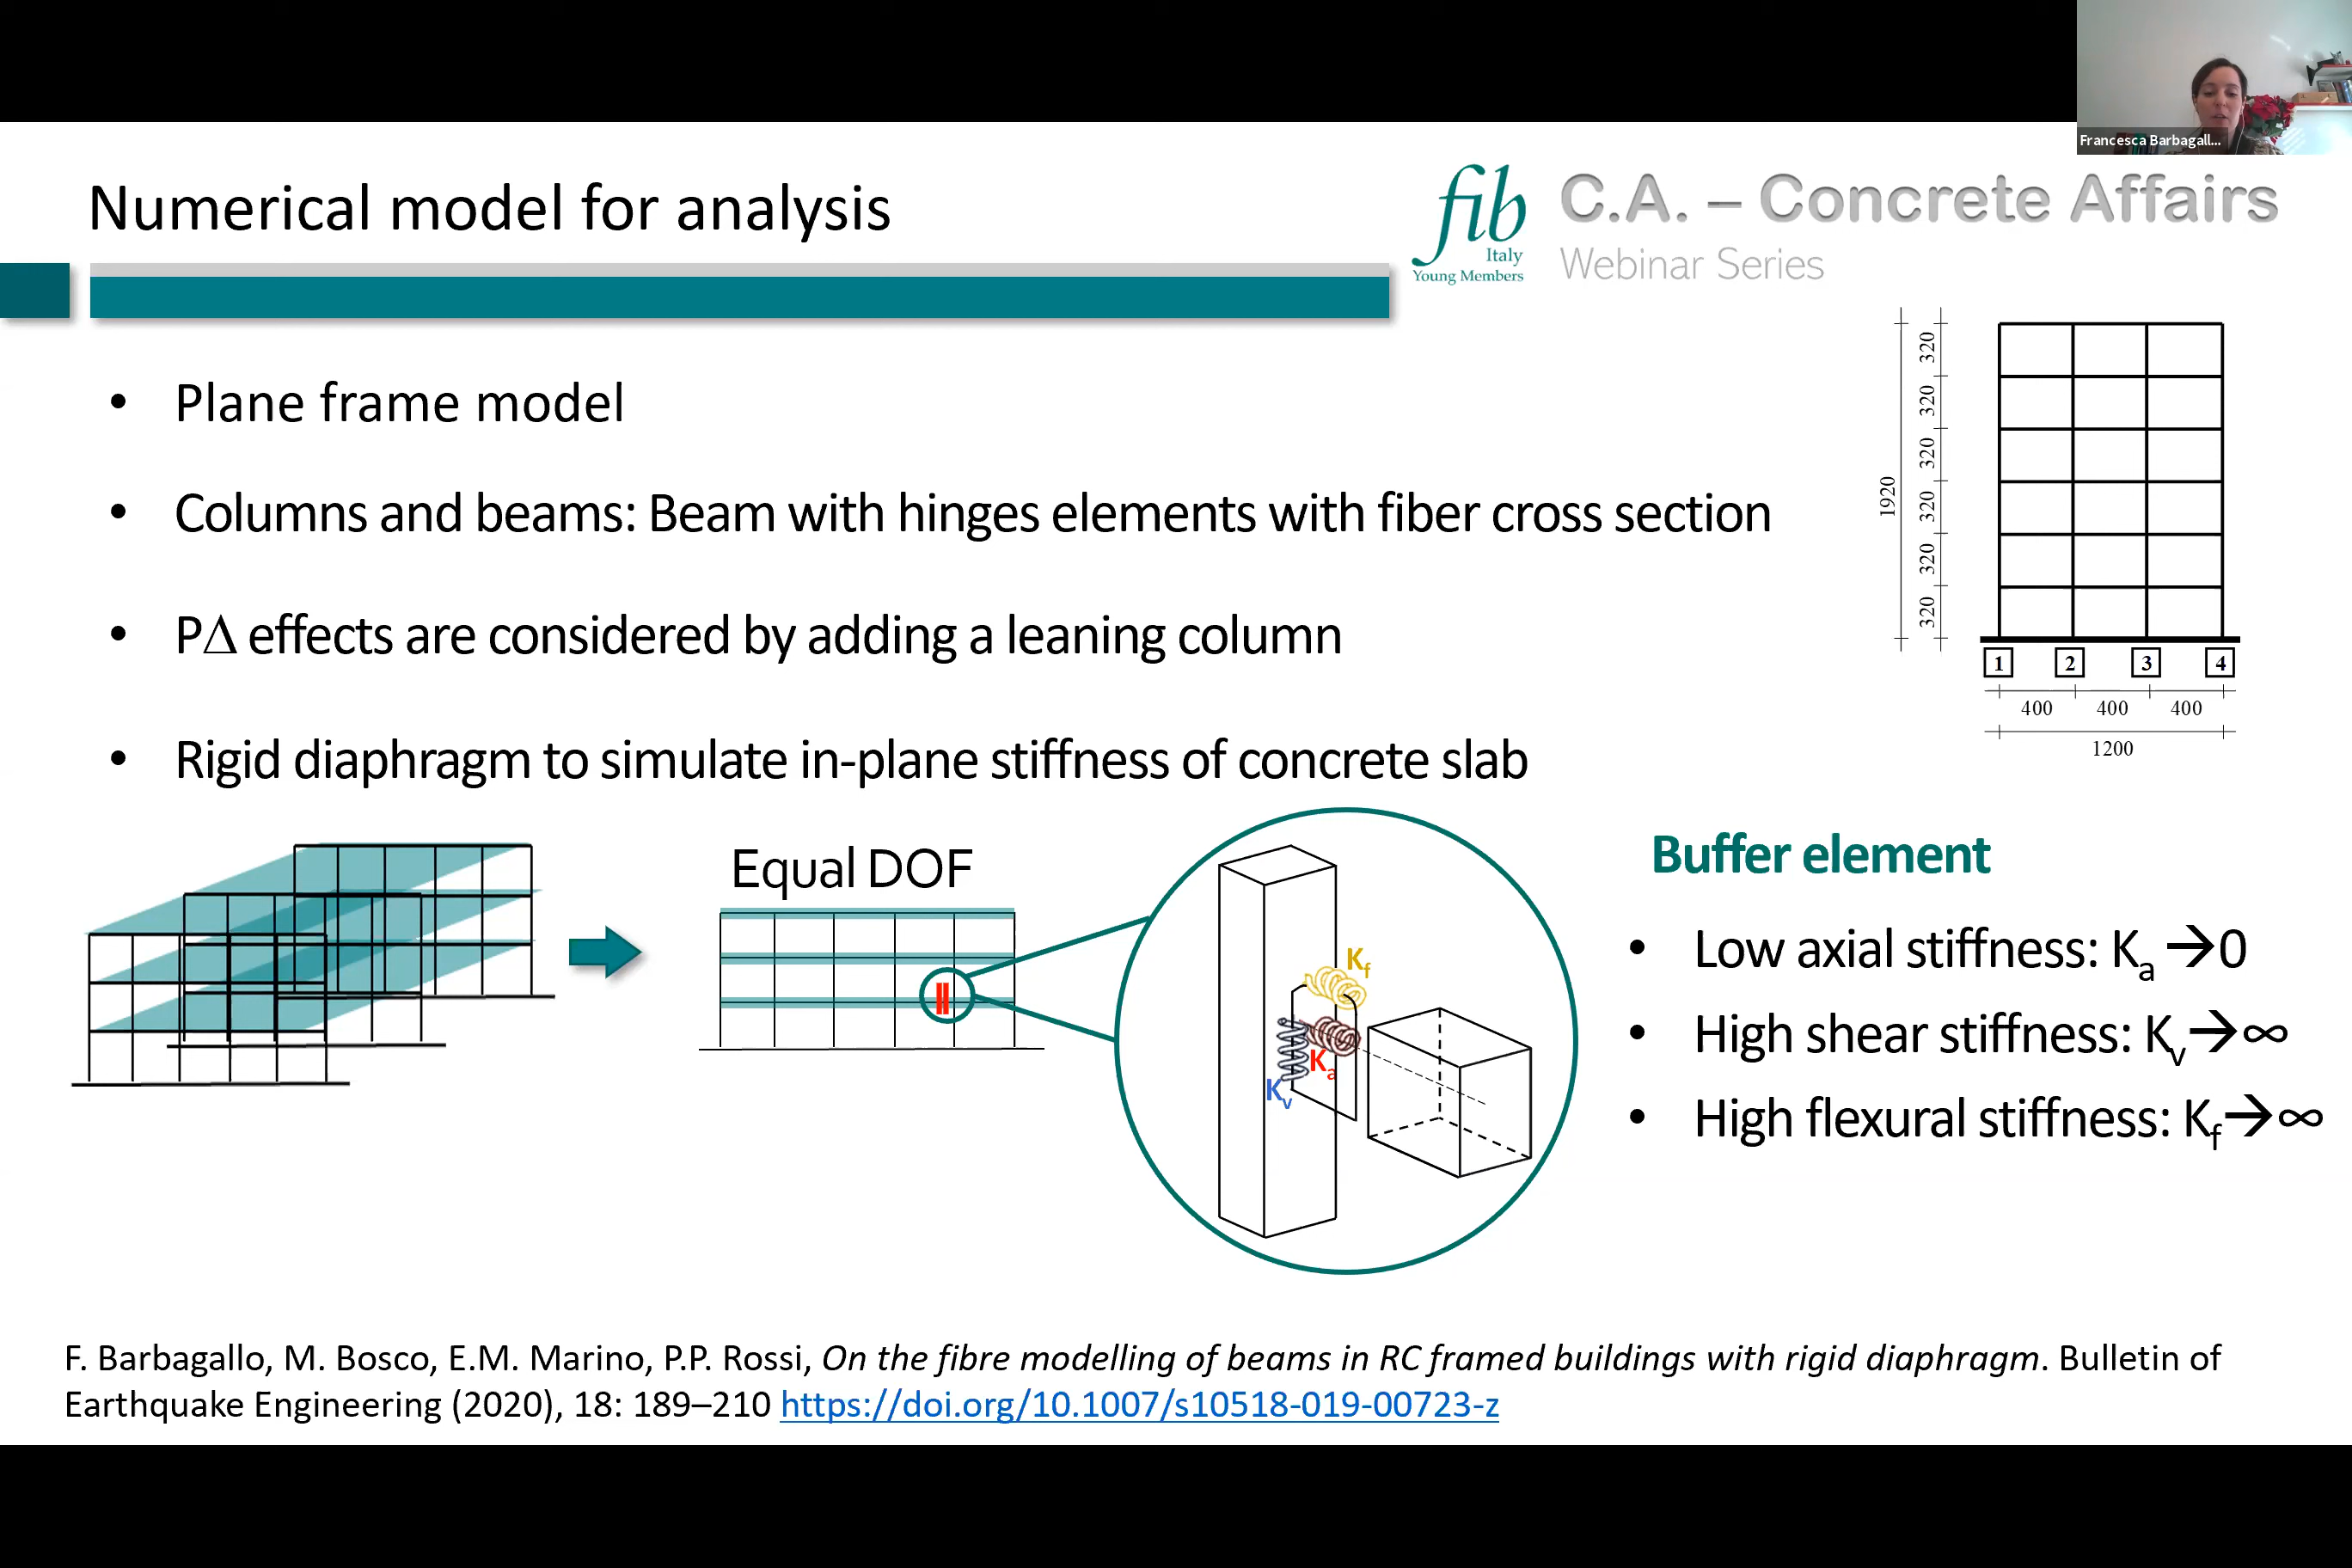 Francesca Barbagall...
Numerical model for analysis
fib
Italy
Young Members
C.A. – Concrete Affairs
Webinar Series
• Plane frame model
• Columns and beams: Beam with hinges elements with fiber cross section
• PΔ effects are considered by adding a leaning column
• Rigid diaphragm to simulate in-plane stiffness of concrete slab
1920
320
320
320
320
320
320
1 2 3 4
400 400 400
1200
Equal DOF
Kf
Ka
Kv
Buffer element
• Low axial stiffness: Ka →0
• High shear stiffness: Kv→∞
• High flexural stiffness: Kf→∞
F. Barbagallo, M. Bosco, E.M. Marino, P.P. Rossi, On the fibre modelling of beams in RC framed buildings with rigid diaphragm. Bulletin of
Earthquake Engineering (2020), 18: 189–210 https://doi.org/10.1007/s10518-019-00723-z